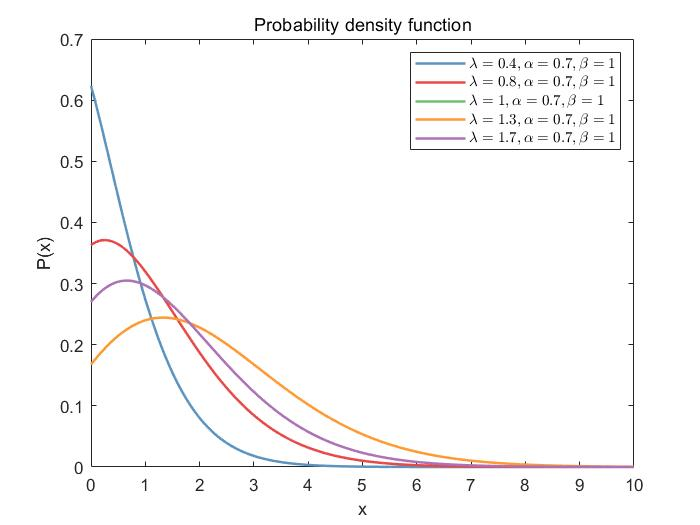 Probability density function
0.7
0.6
0.5
0.4
0.3
0.2
0.1
0
P(x)
λ = 0.4, α = 0.7, β = 1
λ = 0.8, α = 0.7, β = 1
λ = 1, α = 0.7, β = 1
λ = 1.3, α = 0.7, β = 1
λ = 1.7, α = 0.7, β = 1
0 1 2 3 4 5 6 7 8 9 10
x